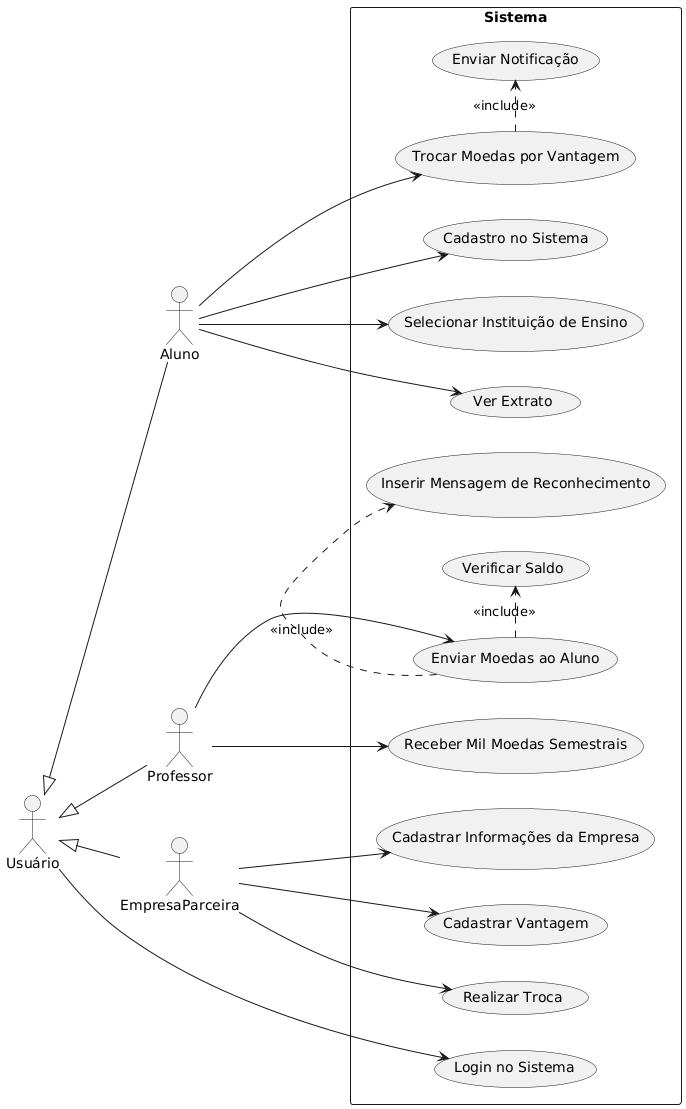 Sistema
Enviar Notificação
«include»
Trocar Moedas por Vantagem
Cadastro no Sistema
Selecionar Instituição de Ensino
Aluno
Ver Extrato
Inserir Mensagem de Reconhecimento
Verificar Saldo
«include»
«include»
Enviar Moedas ao Aluno
Receber Mil Moedas Semestrais
Professor
Cadastrar Informações da Empresa
Usuário
EmpresaParceira
Cadastrar Vantagem
Realizar Troca
Login no Sistema